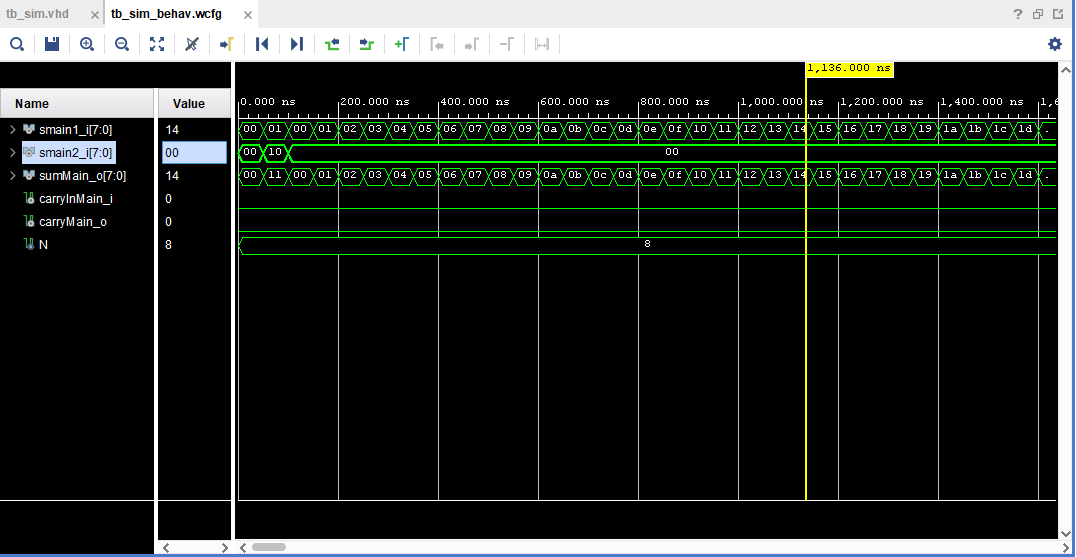 tb_sim.vhd × tb_sim_behav.wcfg × ?
1,136.000 ns
Name Value 0.000 ns 200.000 ns 400.000 ns 600.000 ns 800.000 ns 1,000.000 ns 1,200.000 ns 1,400.000 ns 1,6
smain1_i[7:0] 14 00 01 00 01 02 03 04 05 06 07 08 09 0a 0b 0c 0d 0e 0f 10 11 12 13 14 15 16 17 18 19 1a 1b 1c 1d .
smain2_i[7:0] 00 00 10 00
sumMain_o[7:0] 14 00 11 00 01 02 03 04 05 06 07 08 09 0a 0b 0c 0d 0e 0f 10 11 12 13 14 15 16 17 18 19 1a 1b 1c 1d .
carryInMain_i 0
carryMain_o 0
N 8 8